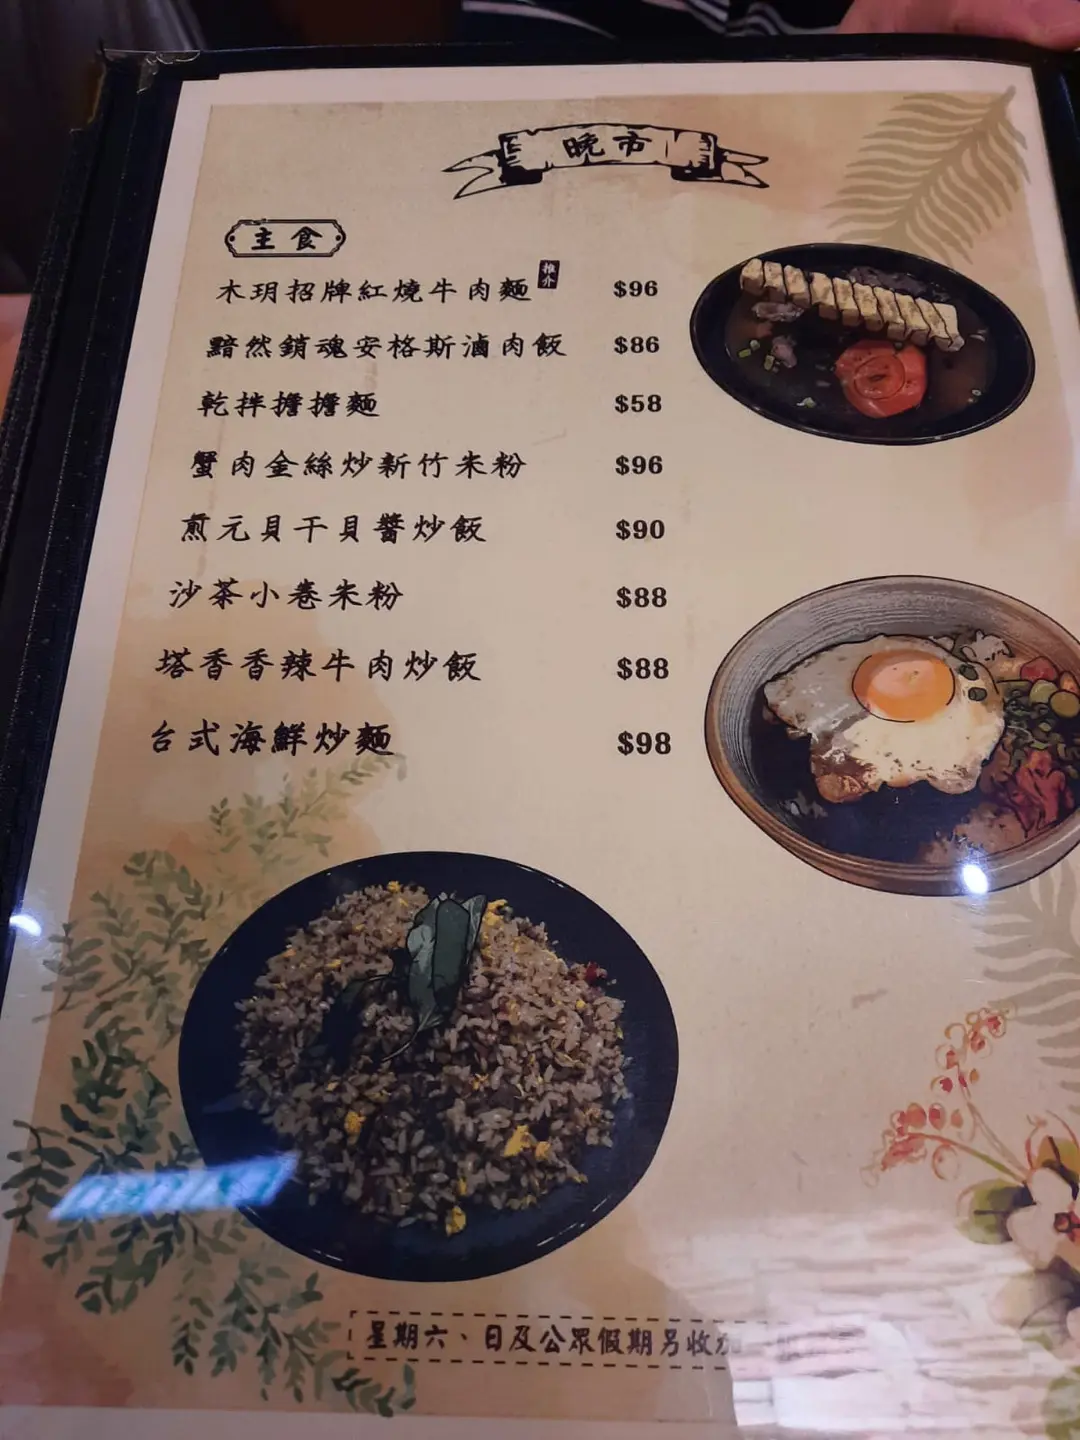 晚市
主食
木玥招牌紅燒牛肉麵 推介 $96
黯然銷魂安格斯滷肉飯 $86
乾拌擔擔麵 $58
蟹肉金絲炒新竹米粉 $96
煎元貝干貝醬炒飯 $90
沙茶小卷米粉 $88
塔香香辣牛肉炒飯 $88
台式海鮮炒麵 $98
星期六、日及公眾假期另收加一